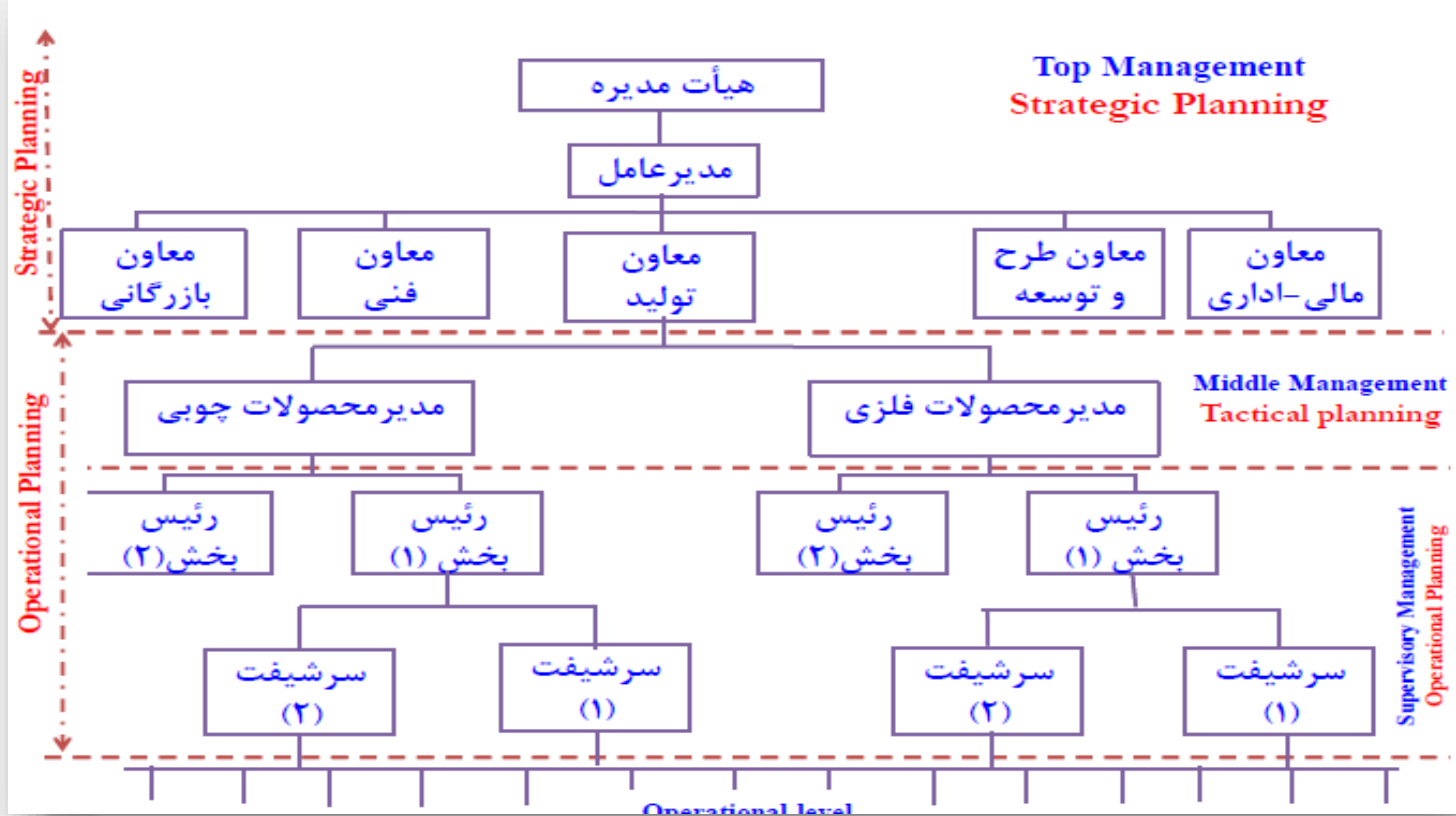 Top Management
Strategic Planning
Strategic Planning
هیأت مدیره
مدیرعامل
معاون
مالی-اداری
معاون طرح
و توسعه
معاون
تولید
معاون
فنی
معاون
بازرگانی
Middle Management
Tactical planning
Operational Planning
مدیرمحصولات فلزی
مدیرمحصولات چوبی
Supervisory Management
Operational Planning
رئیس
بخش (۱)
رئیس
بخش(۲)
رئیس
بخش (۱)
رئیس
بخش(۲)
سرشیفت
(۱)
سرشیفت
(۲)
سرشیفت
(۱)
سرشیفت
(۲)
Operational level